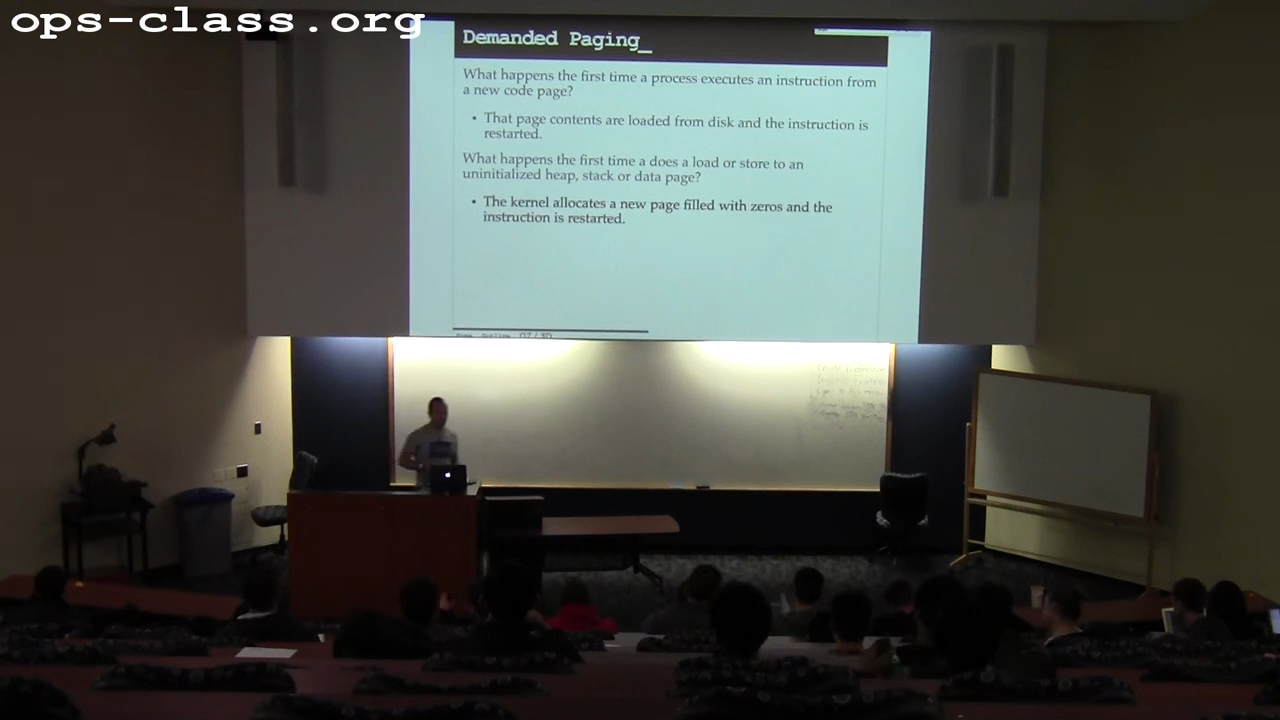 ops-class.org
Demanded Paging_
What happens the first time a process executes an instruction from
a new code page?
• That page contents are loaded from disk and the instruction is
restarted.
What happens the first time a does a load or store to an
uninitialized heap, stack or data page?
• The kernel allocates a new page filled with zeros and the
instruction is restarted.